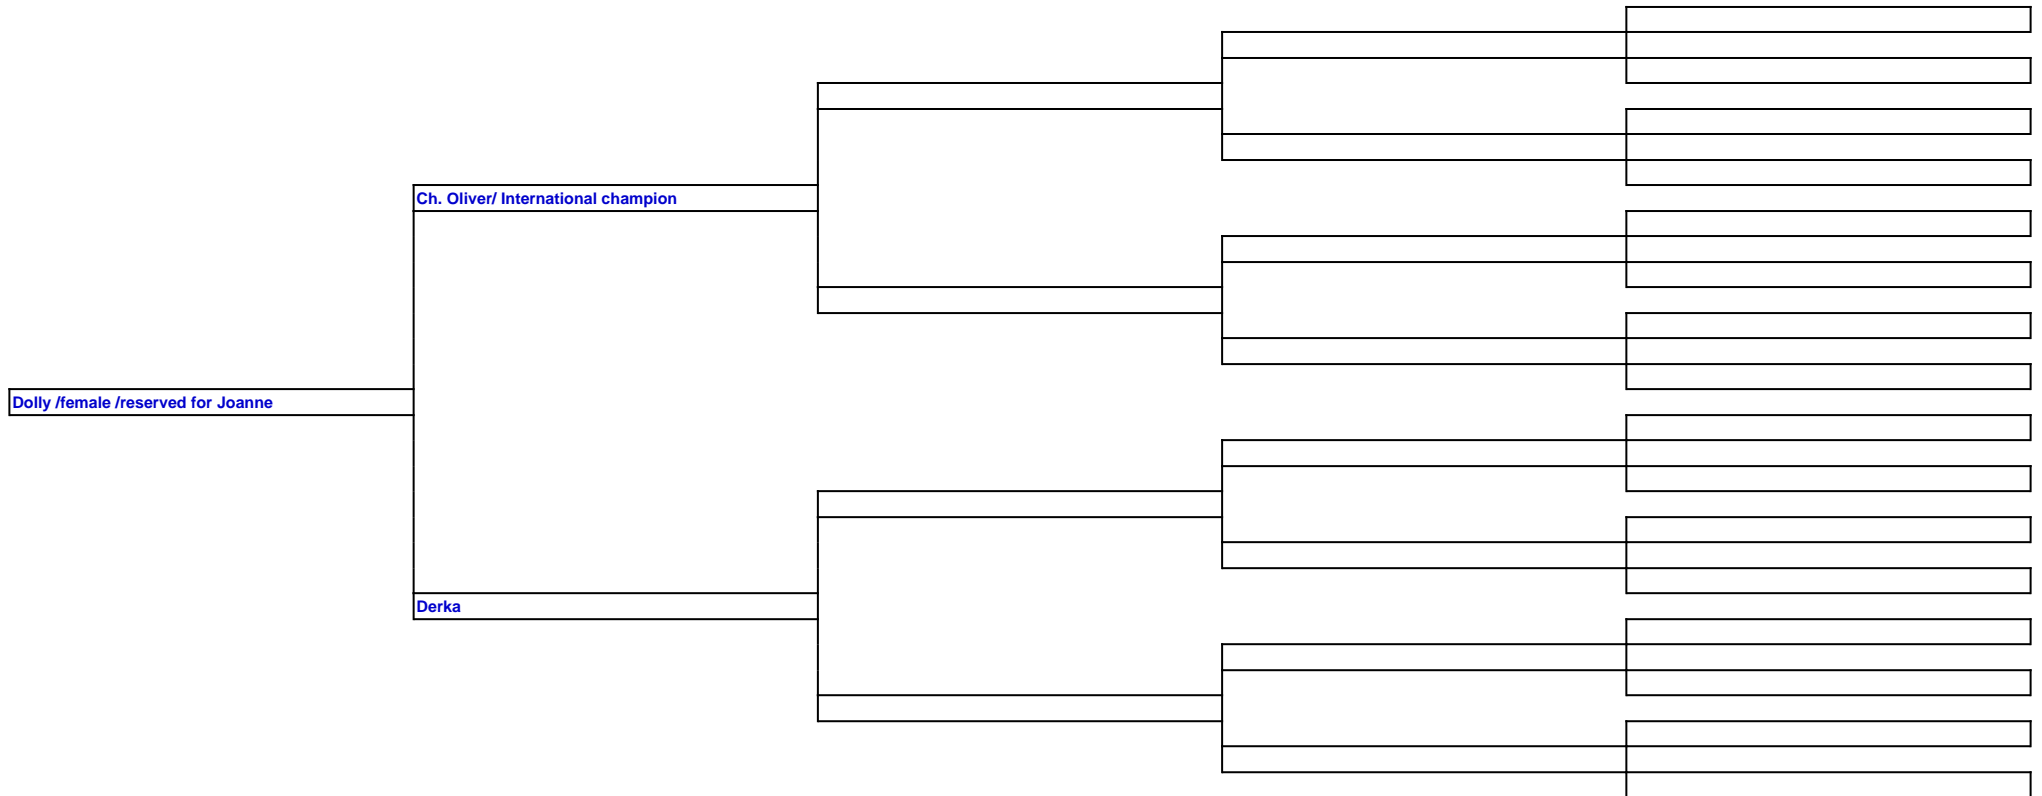 Ch. Oliver/ International champion
Dolly /female /reserved for Joanne
Derka